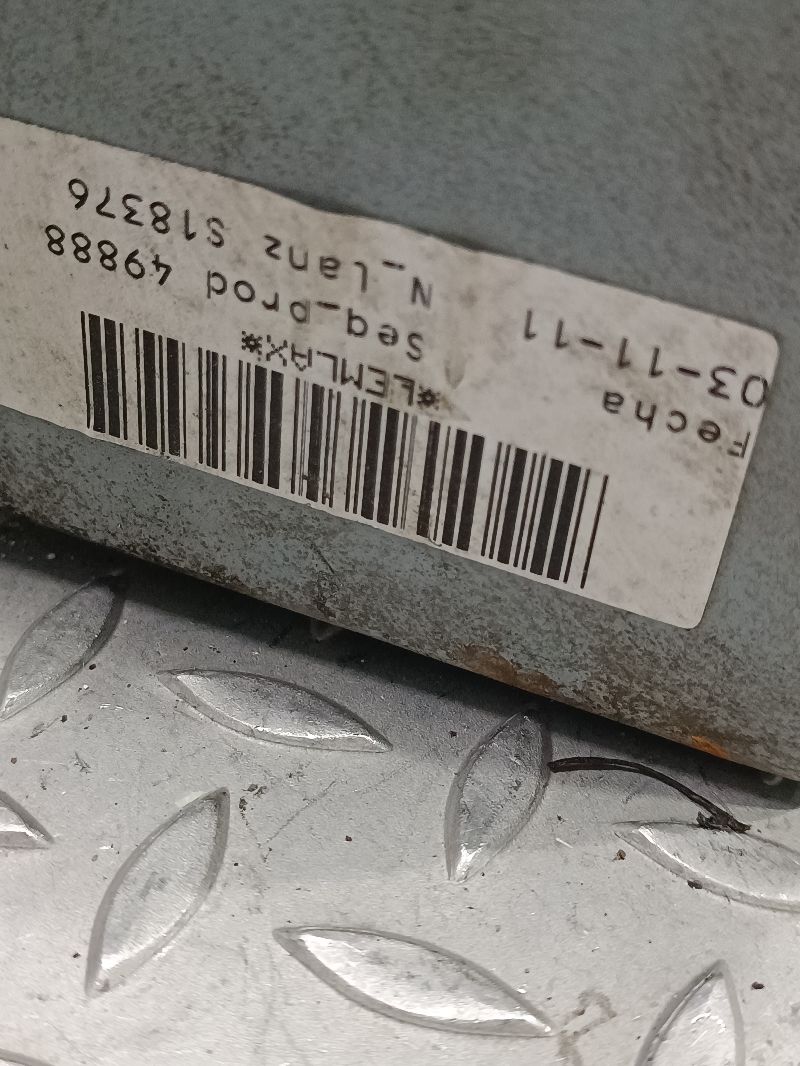 Fecha
03-11-11
*LEMLAX*
Seq_prod 49888
N_Lanz S18376